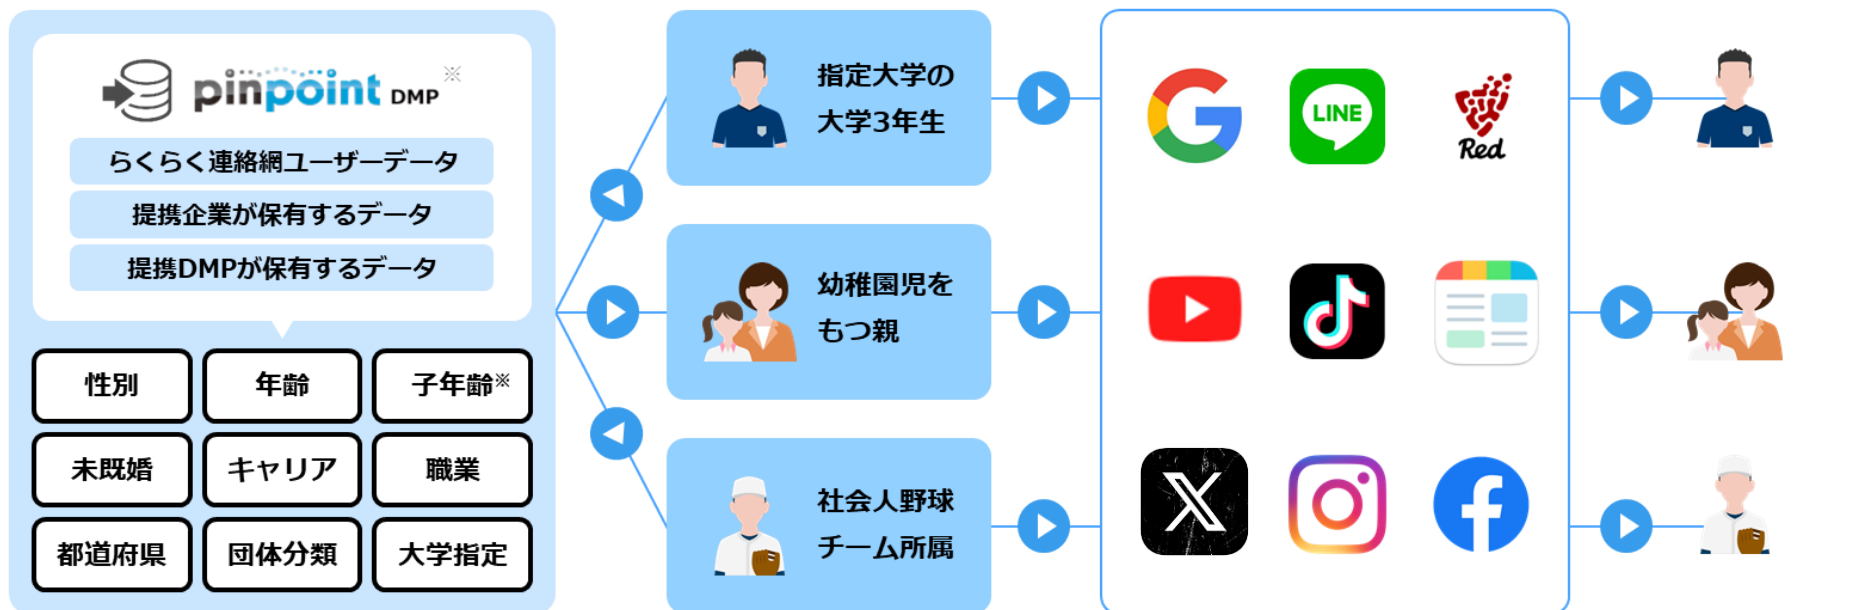 pinpoint DMP ※
らくらく連絡網ユーザーデータ
提携企業が保有するデータ
提携DMPが保有するデータ
性別
年齢
子年齢※
未既婚
キャリア
職業
都道府県
団体分類
大学指定
指定大学の
大学3年生
幼稚園児を
もつ親
社会人野球
チーム所属
LINE
Red